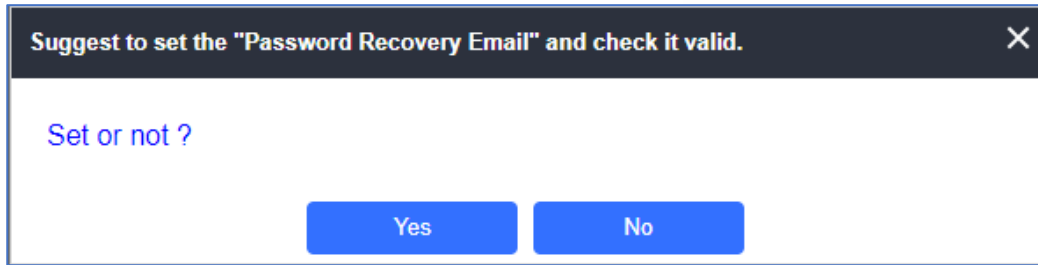 Suggest to set the "Password Recovery Email" and check it valid.
Set or not ?
Yes
No